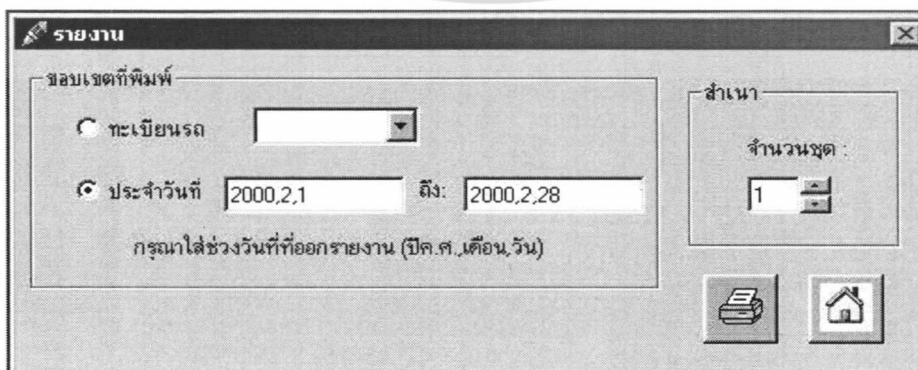 รายงาน
ขอบเขตที่พิมพ์
ทะเบียนรถ
ประจำวันที่ 2000,2,1 ถึง: 2000,2,28
กรุณาใส่ช่วงวันที่ที่ออกรายงาน (ปีค.ศ.,เดือน,วัน)
สำเนา
จำนวนชุด :
1